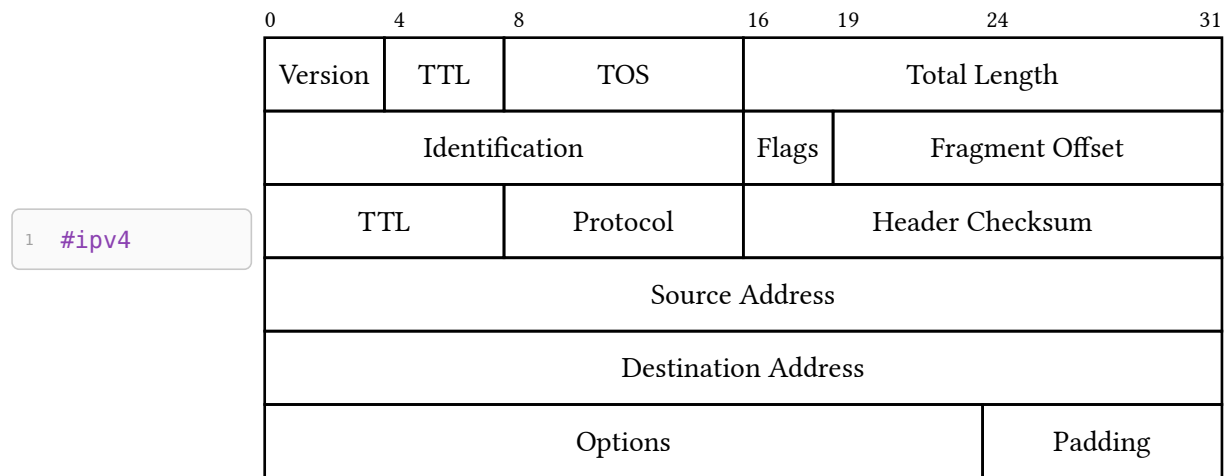 0 4 8 16 19 24 31
Version TTL TOS Total Length
Identification Flags Fragment Offset
TTL Protocol Header Checksum
1 #ipv4
Source Address
Destination Address
Options Padding